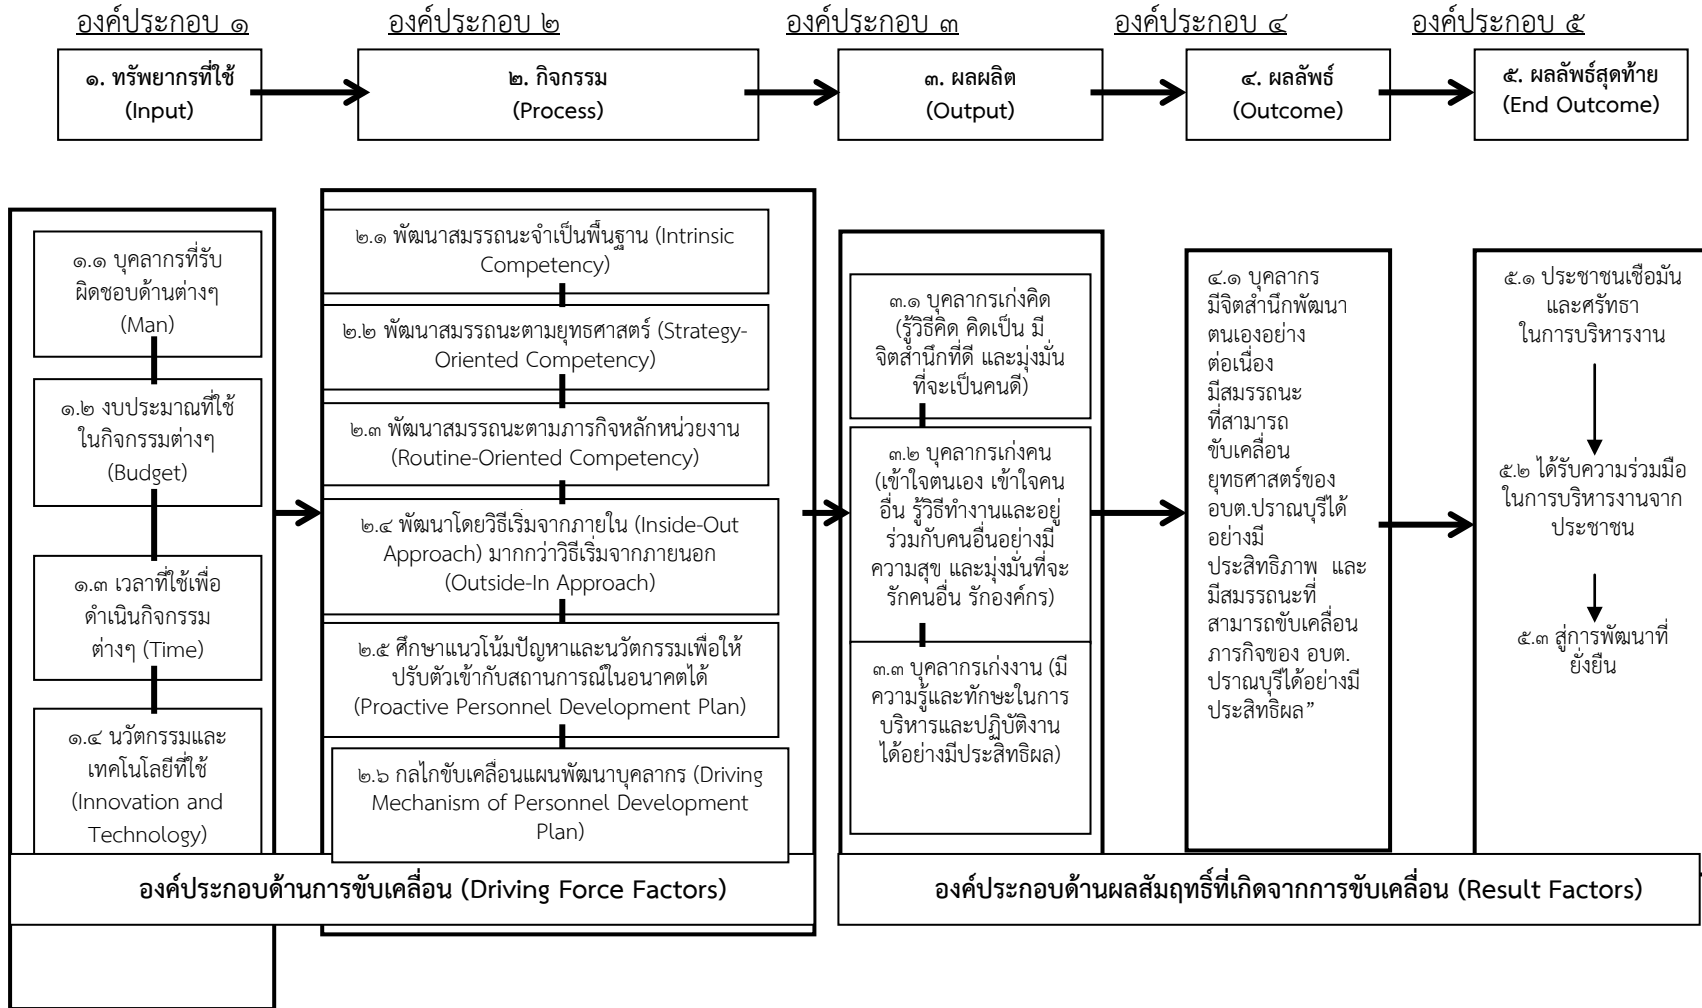 องค์ประกอบ ๑
องค์ประกอบ ๒
องค์ประกอบ ๓
องค์ประกอบ ๔
องค์ประกอบ ๕
๑. ทรัพยากรที่ใช้
(Input)
๒. กิจกรรม
(Process)
๓. ผลผลิต
(Output)
๔. ผลลัพธ์
(Outcome)
๕. ผลลัพธ์สุดท้าย
(End Outcome)
๑.๑ บุคลากรที่รับ
ผิดชอบด้านต่างๆ
(Man)
๑.๒ งบประมาณที่ใช้
ในกิจกรรมต่างๆ
(Budget)
๑.๓ เวลาที่ใช้เพื่อ
ดำเนินกิจกรรม
ต่างๆ (Time)
๑.๔ นวัตกรรมและ
เทคโนโลยีที่ใช้
(Innovation and
Technology)
๒.๑ พัฒนาสมรรถนะจำเป็นพื้นฐาน (Intrinsic
Competency)
๒.๒ พัฒนาสมรรถนะตามยุทธศาสตร์ (Strategy-
Oriented Competency)
๒.๓ พัฒนาสมรรถนะตามภารกิจหลักหน่วยงาน
(Routine-Oriented Competency)
๒.๔ พัฒนาโดยวิธีเริ่มจากภายใน (Inside-Out
Approach) มากกว่าวิธีเริ่มจากภายนอก
(Outside-In Approach)
๒.๕ ศึกษาแนวโน้มปัญหาและนวัตกรรมเพื่อให้
ปรับตัวเข้ากับสถานการณ์ในอนาคตได้
(Proactive Personnel Development Plan)
๒.๖ กลไกขับเคลื่อนแผนพัฒนาบุคลากร (Driving
Mechanism of Personnel Development
Plan)
๓.๑ บุคลากรเก่งคิด
(รู้วิธีคิด คิดเป็น มี
จิตสำนึกที่ดี และมุ่งมั่น
ที่จะเป็นคนดี)
๓.๒ บุคลากรเก่งคน
(เข้าใจตนเอง เข้าใจคน
อื่น รู้วิธีทำงานและอยู่
ร่วมกับคนอื่นอย่างมี
ความสุข และมุ่งมั่นที่จะ
รักคนอื่น รักองค์กร)
๓.๓ บุคลากรเก่งงาน (มี
ความรู้และทักษะในการ
บริหารและปฏิบัติงาน
ได้อย่างมีประสิทธิผล)
๔.๑ บุคลากร
มีจิตสำนึกพัฒนา
ตนเองอย่าง
ต่อเนื่อง
มีสมรรถนะ
ที่สามารถ
ขับเคลื่อน
ยุทธศาสตร์ของ
อบต.ปราณบุรีได้
อย่างมี
ประสิทธิภาพ และ
มีสมรรถนะที่
สามารถขับเคลื่อน
ภารกิจของ อบต.
ปราณบุรีได้อย่างมี
ประสิทธิผล”
๕.๑ ประชาชนเชื่อมัน
และศรัทธา
ในการบริหารงาน
๕.๒ ได้รับความร่วมมือ
ในการบริหารงานจาก
ประชาชน
๕.๓ สู่การพัฒนาที่
ยั่งยืน
องค์ประกอบด้านการขับเคลื่อน (Driving Force Factors)
องค์ประกอบด้านผลสัมฤทธิ์ที่เกิดจากการขับเคลื่อน (Result Factors)